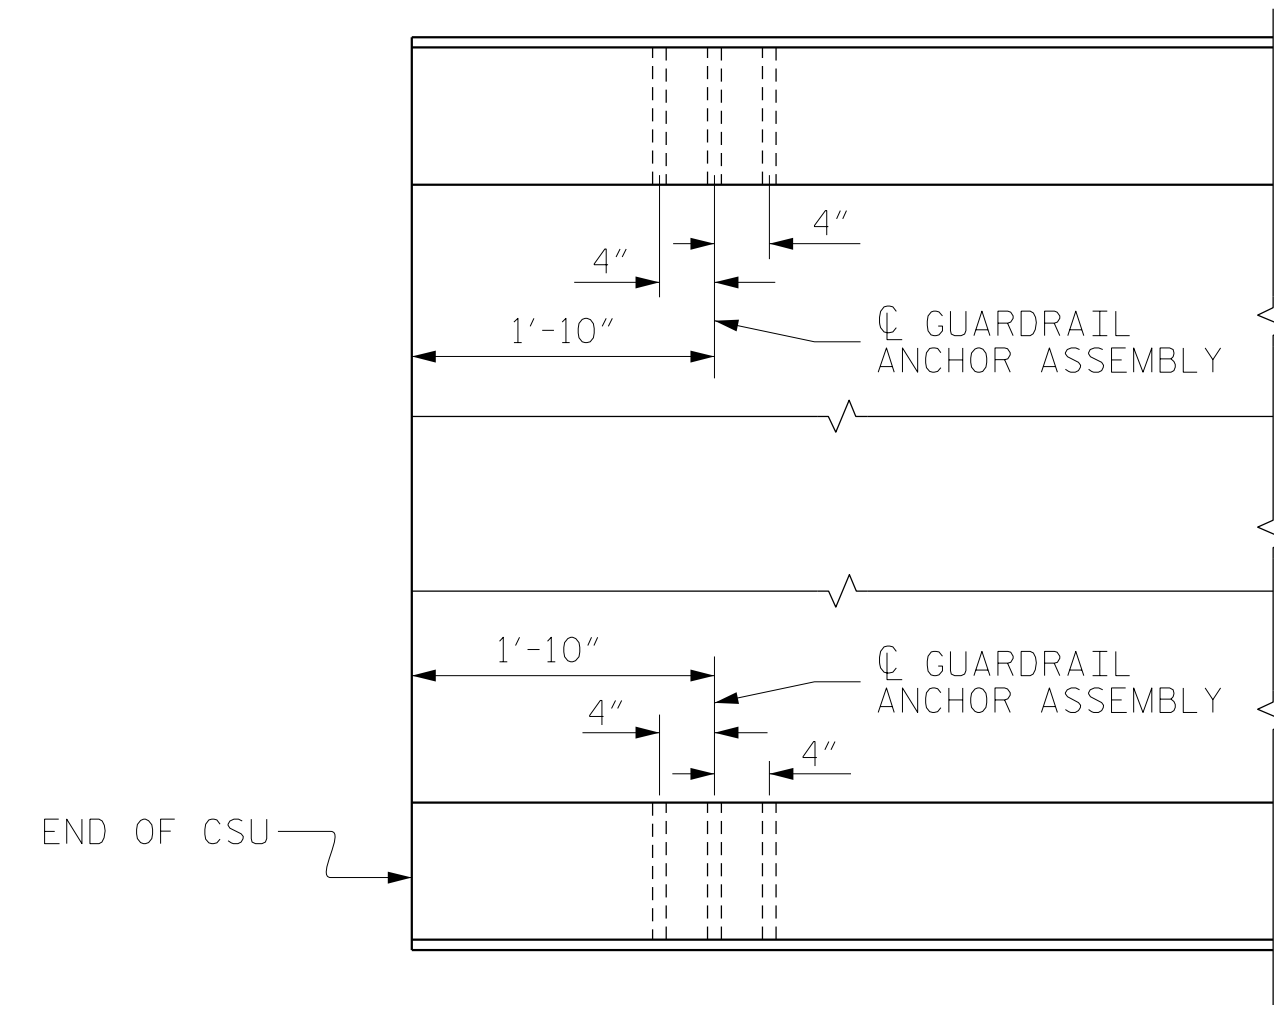 4"
4"
1'-10"
℄ GUARDRAIL
ANCHOR ASSEMBLY
1'-10"
℄ GUARDRAIL
ANCHOR ASSEMBLY
4"
4"
END OF CSU